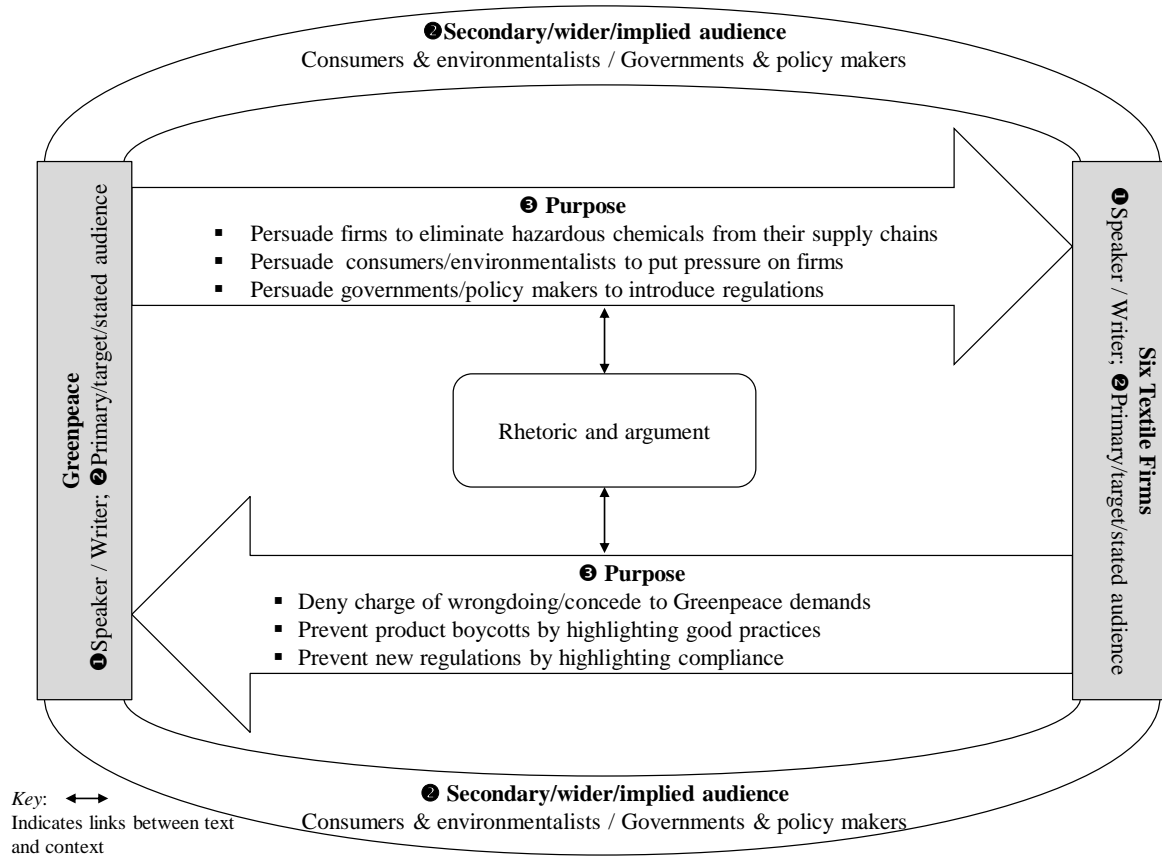 ❷Secondary/wider/implied audience
Consumers & environmentalists / Governments & policy makers
Greenpeace
❶Speaker / Writer; ❷Primary/target/stated audience
❸ Purpose
▪ Persuade firms to eliminate hazardous chemicals from their supply chains
▪ Persuade consumers/environmentalists to put pressure on firms
▪ Persuade governments/policy makers to introduce regulations
Rhetoric and argument
❸ Purpose
▪ Deny charge of wrongdoing/concede to Greenpeace demands
▪ Prevent product boycotts by highlighting good practices
▪ Prevent new regulations by highlighting compliance
❶Speaker / Writer; ❷Primary/target/stated audience
Six Textile Firms
❷ Secondary/wider/implied audience
Consumers & environmentalists / Governments & policy makers
Key:
Indicates links between text
and context